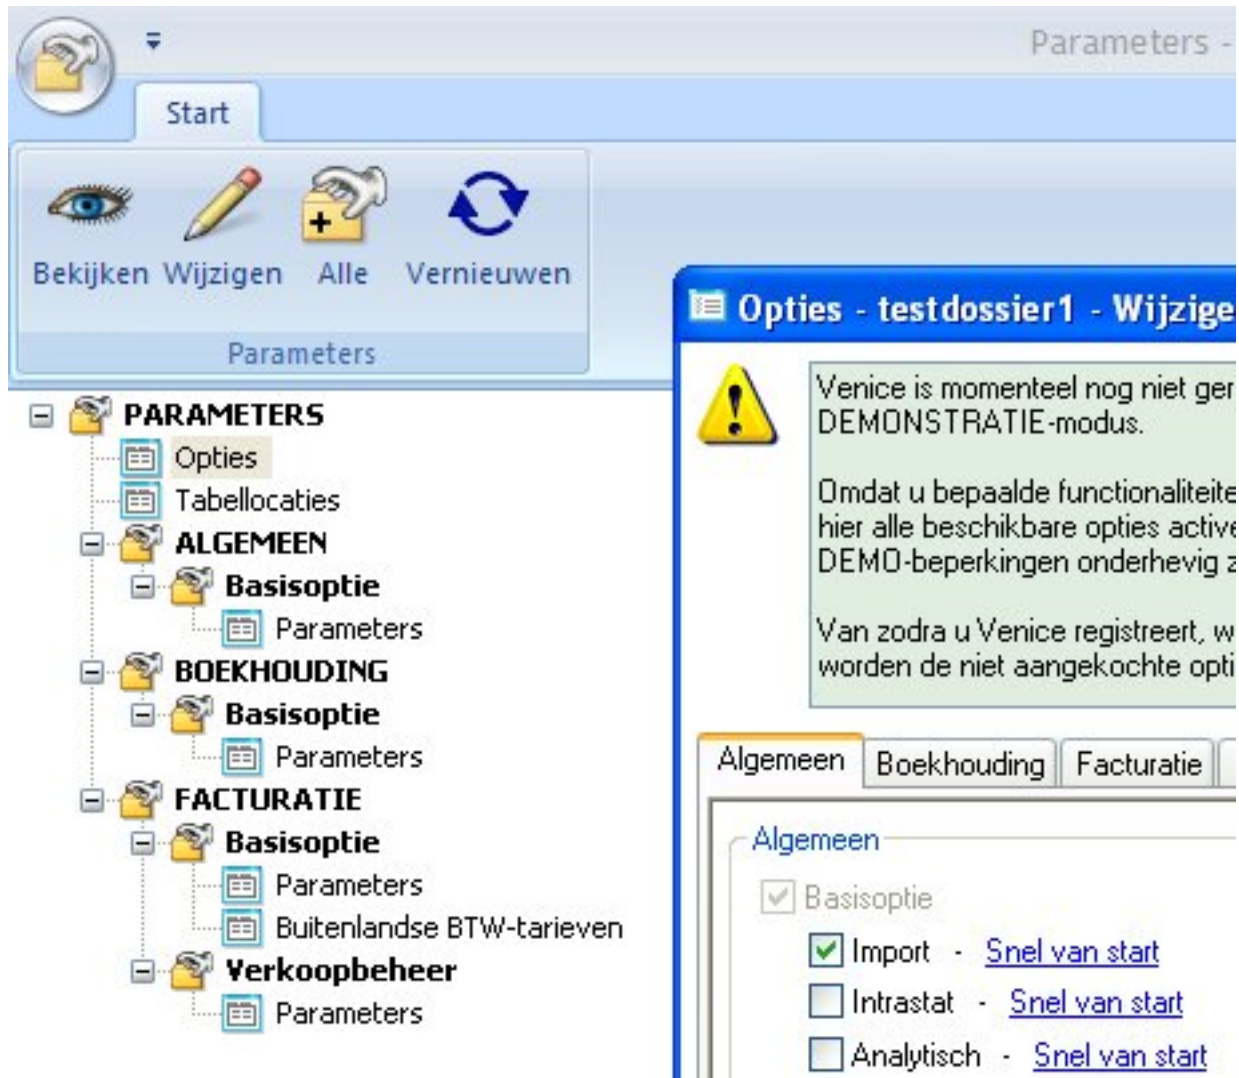 Parameters -
Start
Bekijken Wijzigen Alle Vernieuwen
Parameters
PARAMETERS
Opties
Tabellocaties
ALGEMEEN
Basisoptie
Parameters
BOEKHOUDING
Basisoptie
Parameters
FACTURATIE
Basisoptie
Parameters
Buitenlandse BTW-tarieven
Verkoopbeheer
Parameters
Opties - testdossier1 - Wijzige
Venice is momenteel nog niet ger
DEMONSTRATIE-modus.
Omdat u bepaalde functionaliteite
hier alle beschikbare opties active
DEMO-beperkingen onderhevig z
Van zodra u Venice registreert, w
worden de niet aangekochte opti
Algemeen Boekhouding Facturatie
Algemeen
Basisoptie
Import - Snel van start
Intrastat - Snel van start
Analytisch - Snel van start